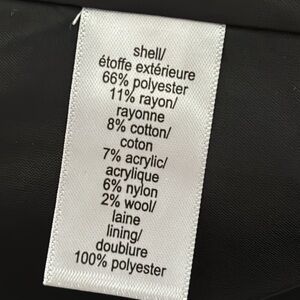 shell/
étoffe extérieure
66% polyester
11% rayon/
rayonne
8% cotton/
coton
7% acrylic/
acrylique
6% nylon
2% wool/
laine
lining/
doublure
100% polyester